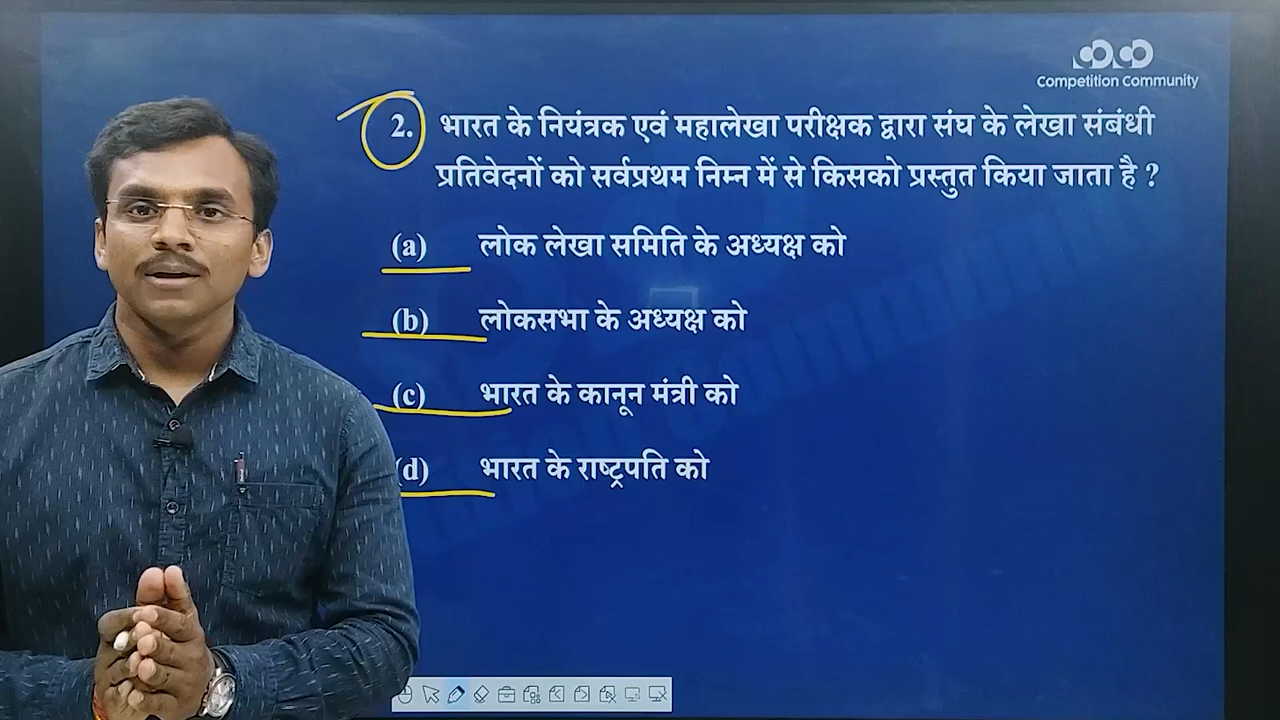 Competition Community
2. भारत के नियंत्रक एवं महालेखा परीक्षक द्वारा संघ के लेखा संबंधी
प्रतिवेदनों को सर्वप्रथम निम्न में से किसको प्रस्तुत किया जाता है ?
(a) लोक लेखा समिति के अध्यक्ष को
(b) लोकसभा के अध्यक्ष को
(c) भारत के कानून मंत्री को
(d) भारत के राष्ट्रपति को